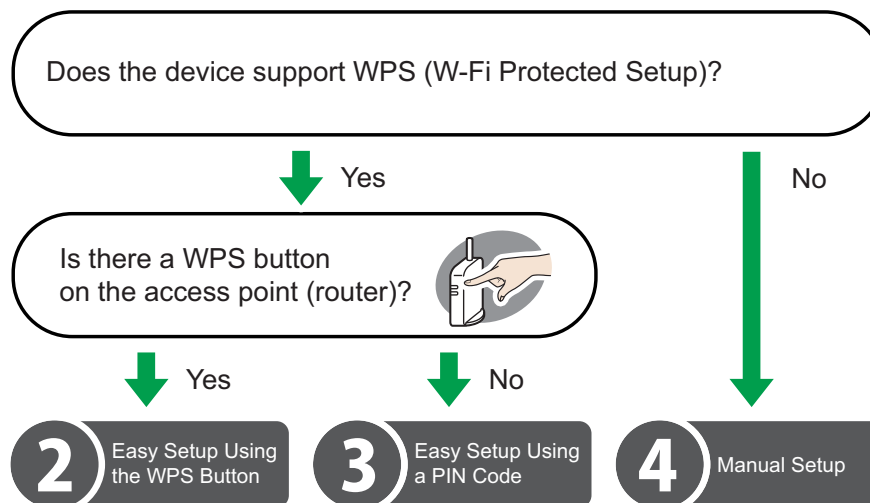 Does the device support WPS (W-Fi Protected Setup)?
Yes
No
Is there a WPS button
on the access point (router)?
Yes
No
2
Easy Setup Using
the WPS Button
3
Easy Setup Using
a PIN Code
4
Manual Setup